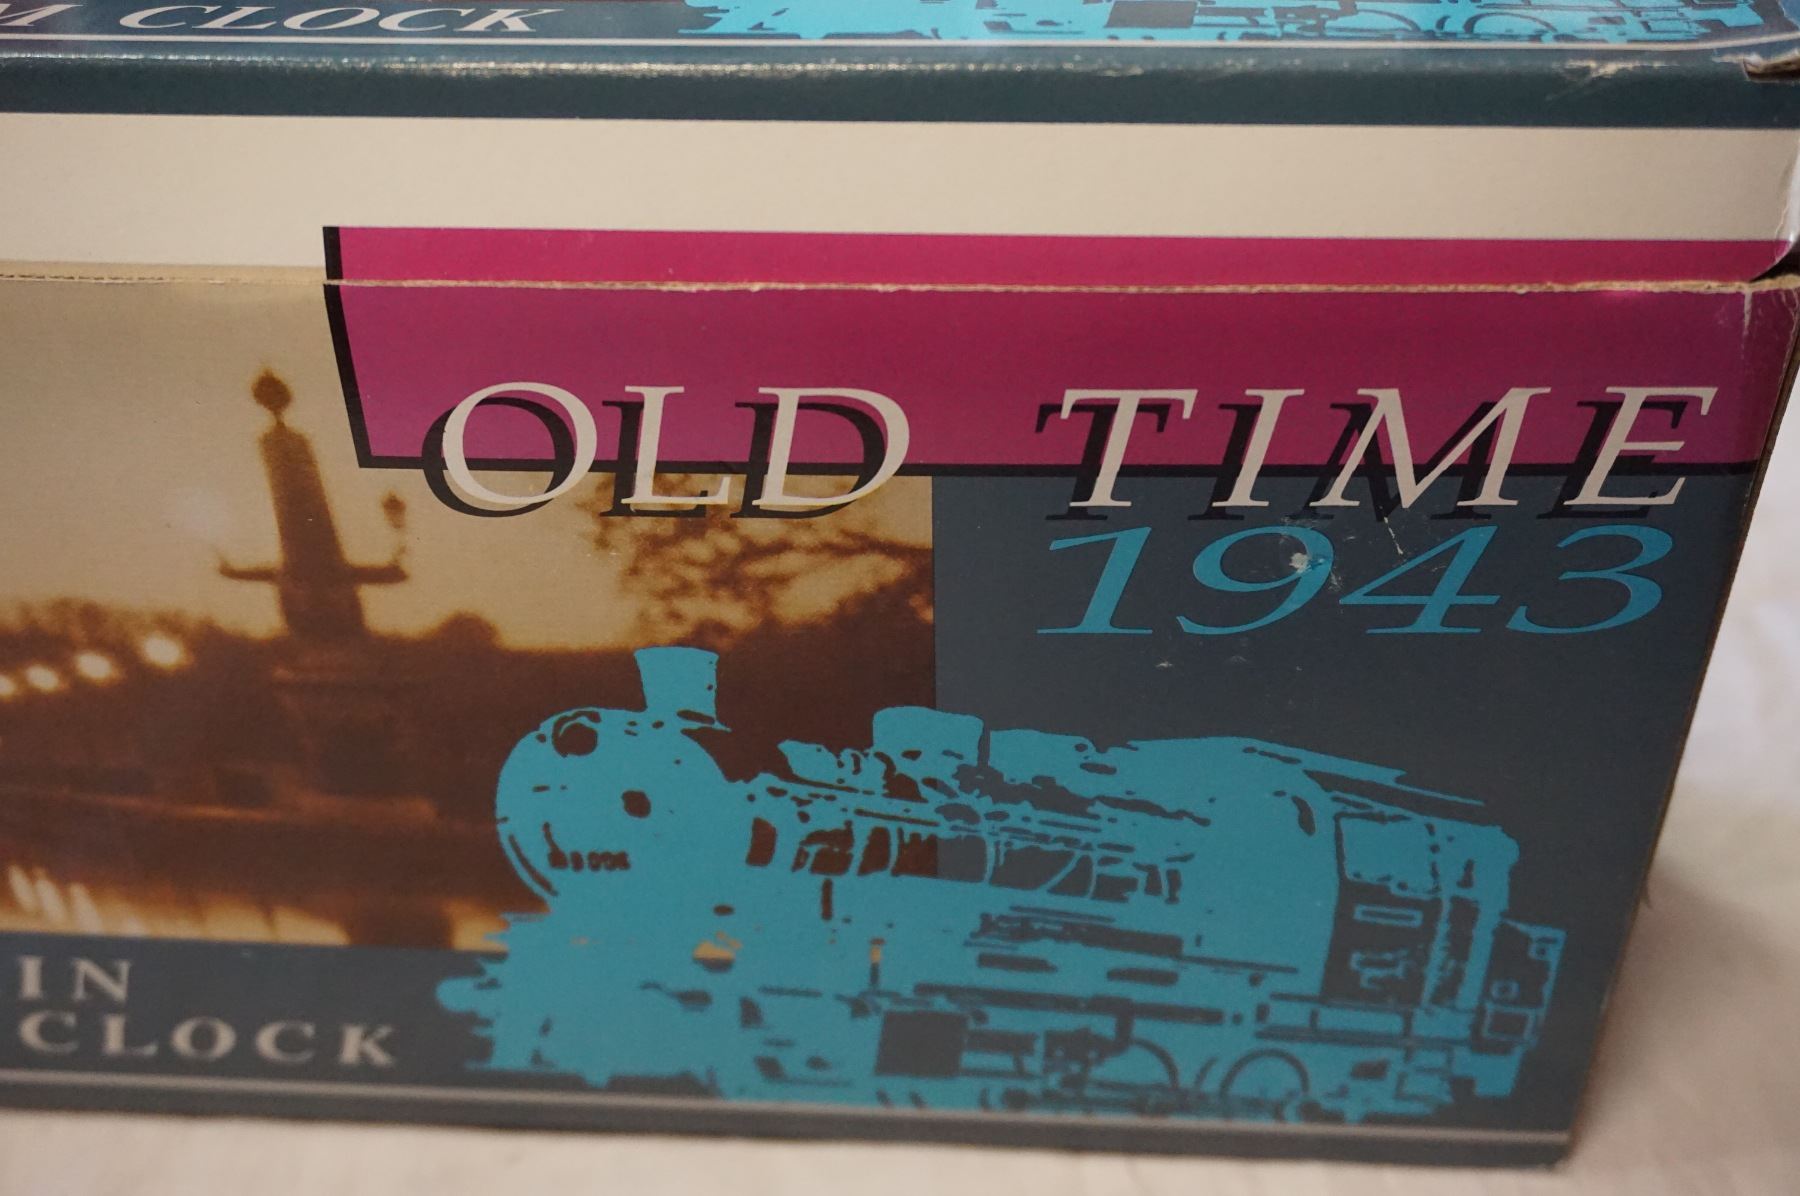 M CLOCK
OLD TIME
1943
IN
CLOCK